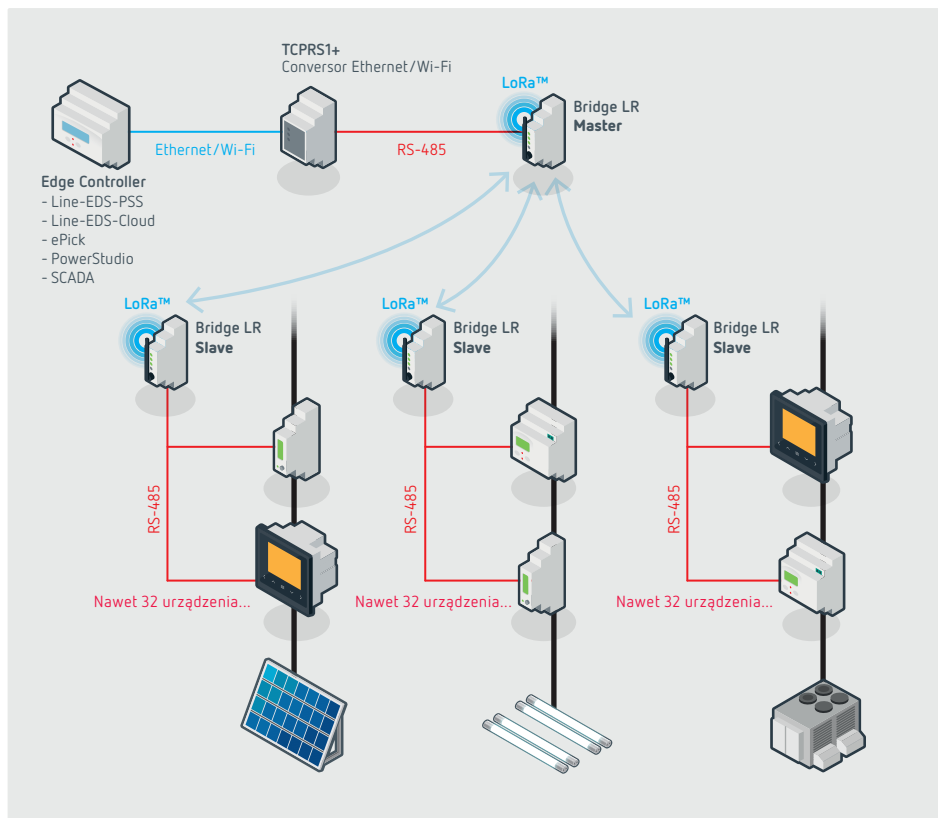 TCPRS1+
Conversor Ethernet/Wi-Fi
LoRa™
Bridge LR
Master
Ethernet/Wi-Fi
RS-485
Edge Controller
- Line-EDS-PSS
- Line-EDS-Cloud
- ePick
- PowerStudio
- SCADA
LoRa™
Bridge LR
Slave
LoRa™
Bridge LR
Slave
LoRa™
Bridge LR
Slave
RS-485
RS-485
RS-485
Nawet 32 urządzenia...
Nawet 32 urządzenia...
Nawet 32 urządzenia...